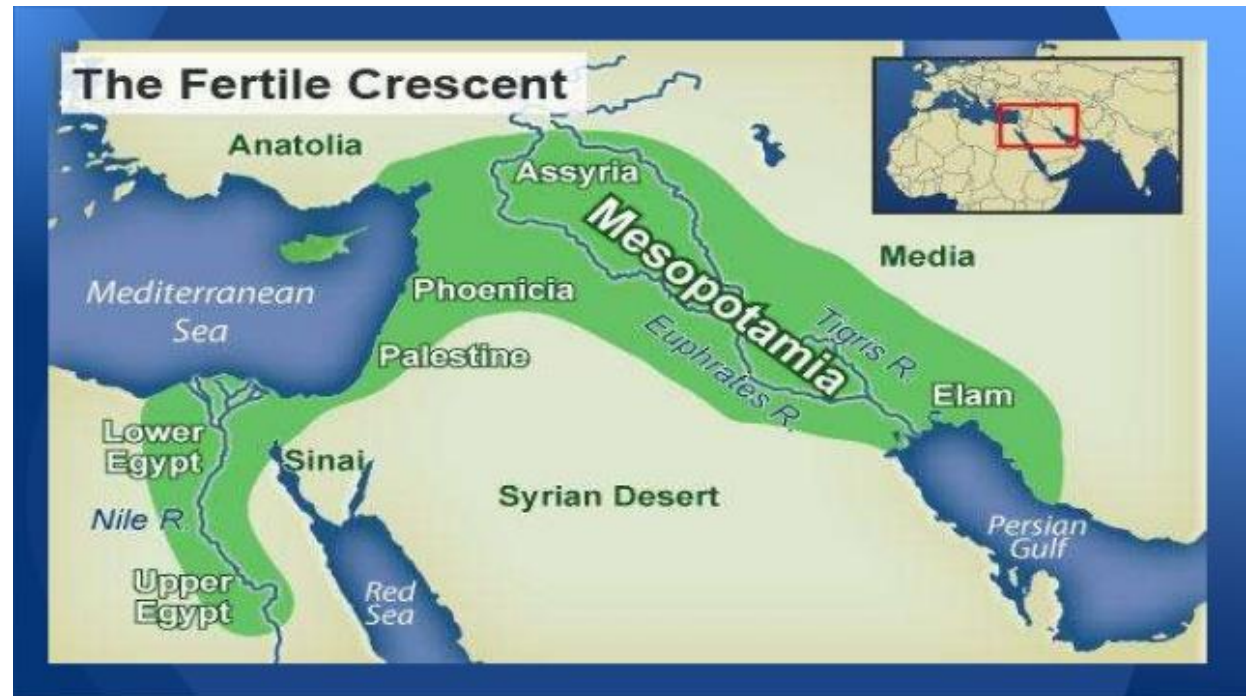 The Fertile Crescent
Anatolia
Assyria
Mesopotamia
Media
Mediterranean
Sea
Phoenicia
Tigris R.
Euphrates R.
Palestine
Elam
Lower
Egypt
Sinai
Syrian Desert
Nile R.
Persian
Gulf
Upper
Egypt
Red
Sea